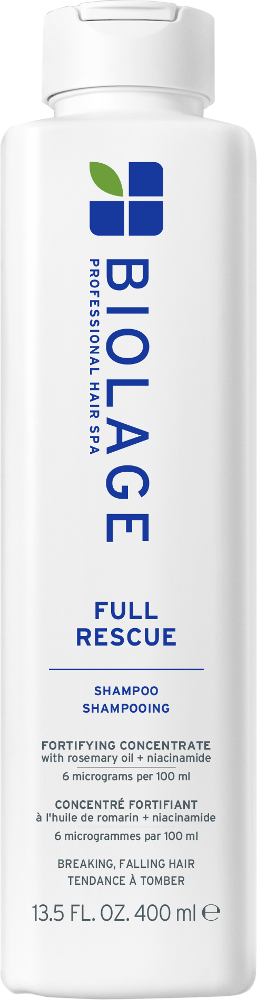 BIOLAGE
PROFESSIONAL HAIR SPA
FULL
RESCUE
SHAMPOO
SHAMPOOING
FORTIFYING CONCENTRATE
with rosemary oil + niacinamide
6 micrograms per 100 ml
CONCENTRÉ FORTIFIANT
à l'huile de romarin + niacinamide
6 microgrammes par 100 ml
BREAKING, FALLING HAIR
TENDANCE À TOMBER
13.5 FL. OZ. 400 ml ℮